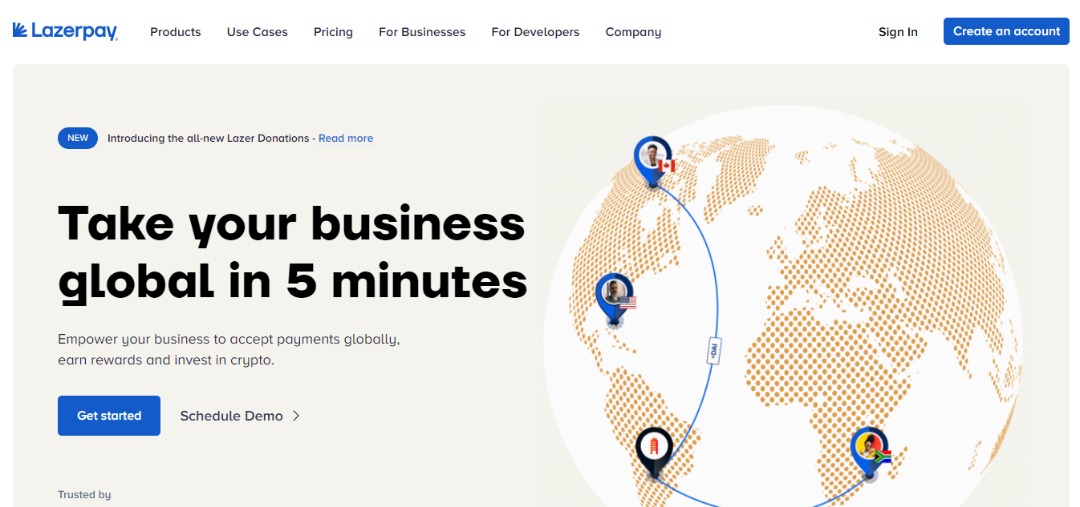 Lazerpay
Products
Use Cases
Pricing
For Businesses
For Developers
Company
Sign In
Create an account
NEW
Introducing the all-new Lazer Donations - Read more
Take your business
global in 5 minutes
Empower your business to accept payments globally,
earn rewards and invest in crypto.
Get started
Schedule Demo
Trusted by